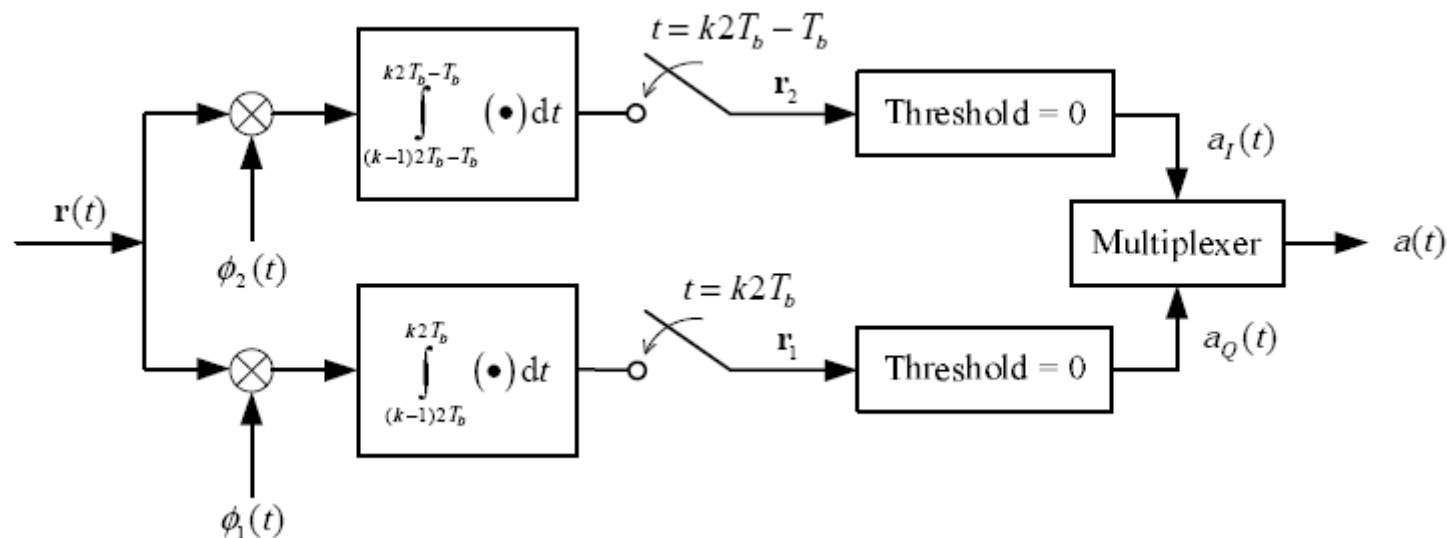 t = k2T_b − T_b
k2T_b−T_b
∫ (•) dt
(k−1)2T_b−T_b
r_2
Threshold = 0
a_I(t)
r(t)
ϕ_2(t)
Multiplexer
a(t)
t = k2T_b
k2T_b
∫ (•) dt
(k−1)2T_b
r_1
Threshold = 0
a_Q(t)
ϕ_1(t)